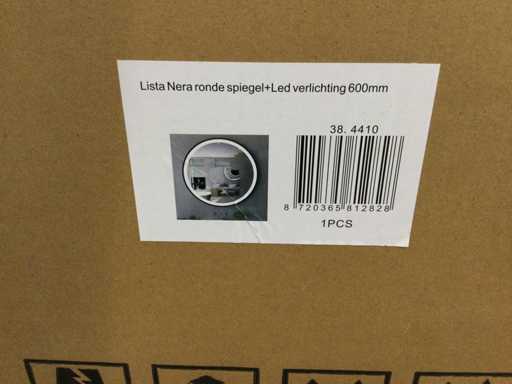 Lista Nera ronde spiegel+Led verlichting 600mm
38. 4410
8 720365 812828
1PCS